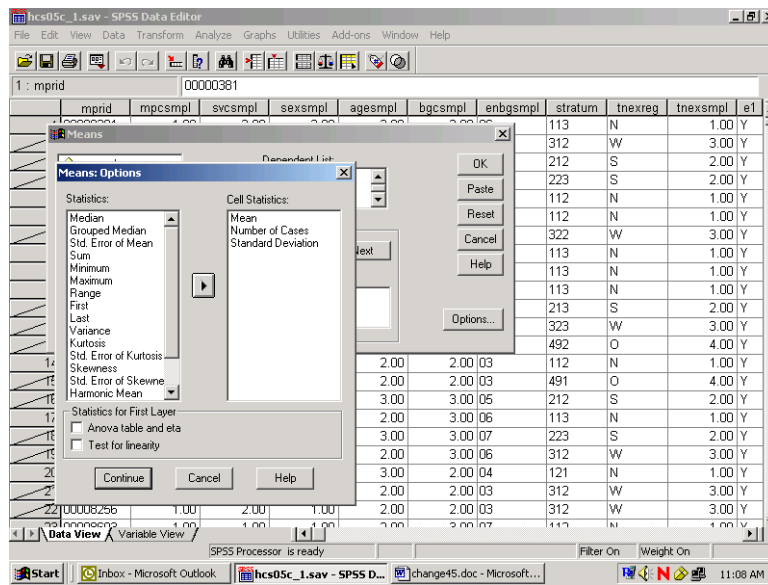 hcs05c_1.sav - SPSS Data Editor
File Edit View Data Transform Analyze Graphs Utilities Add-ons Window Help
1 : mprid 00000381
mprid mpcsmpl svcsmpl sexsmpl agesmpl bgcsmpl enbgsmpl stratum tnexreg tnexsmpl e1
113 N 1.00 Y
Means
312 W 3.00 Y
Dependent List:
212 S 2.00 Y
OK
Means: Options
223 S 2.00 Y
Paste
Statistics: Cell Statistics:
112 N 1.00 Y
Reset
Median Mean
112 N 1.00 Y
Grouped Median Number of Cases
Cancel
Std. Error of Mean Standard Deviation
322 W 3.00 Y
Sum
Next
113 N 1.00 Y
Minimum
Help
Maximum
113 N 1.00 Y
Range
113 N 1.00 Y
First
213 S 2.00 Y
Last
Options...
Variance
323 W 3.00 Y
Kurtosis
492 O 4.00 Y
Std. Error of Kurtosis
14 2.00 2.00 03 112 N 1.00 Y
Skewness
Std. Error of Skewne
15 2.00 2.00 03 491 O 4.00 Y
Harmonic Mean
16 3.00 3.00 05 212 S 2.00 Y
Statistics for First Layer
17 2.00 3.00 06 113 N 1.00 Y
Anova table and eta
18 3.00 3.00 07 223 S 2.00 Y
Test for linearity
19 2.00 3.00 06 312 W 3.00 Y
20 3.00 2.00 04 121 N 1.00 Y
Continue Cancel Help
21 2.00 2.00 03 312 W 3.00 Y
22 00008256 1.00 2.00 1.00 2.00 2.00 03 312 W 3.00 Y
Data View Variable View
SPSS Processor is ready Filter On Weight On
Start Inbox - Microsoft Outlook hcs05c_1.sav - SPSS D... change45.doc - Microsoft... 11:08 AM